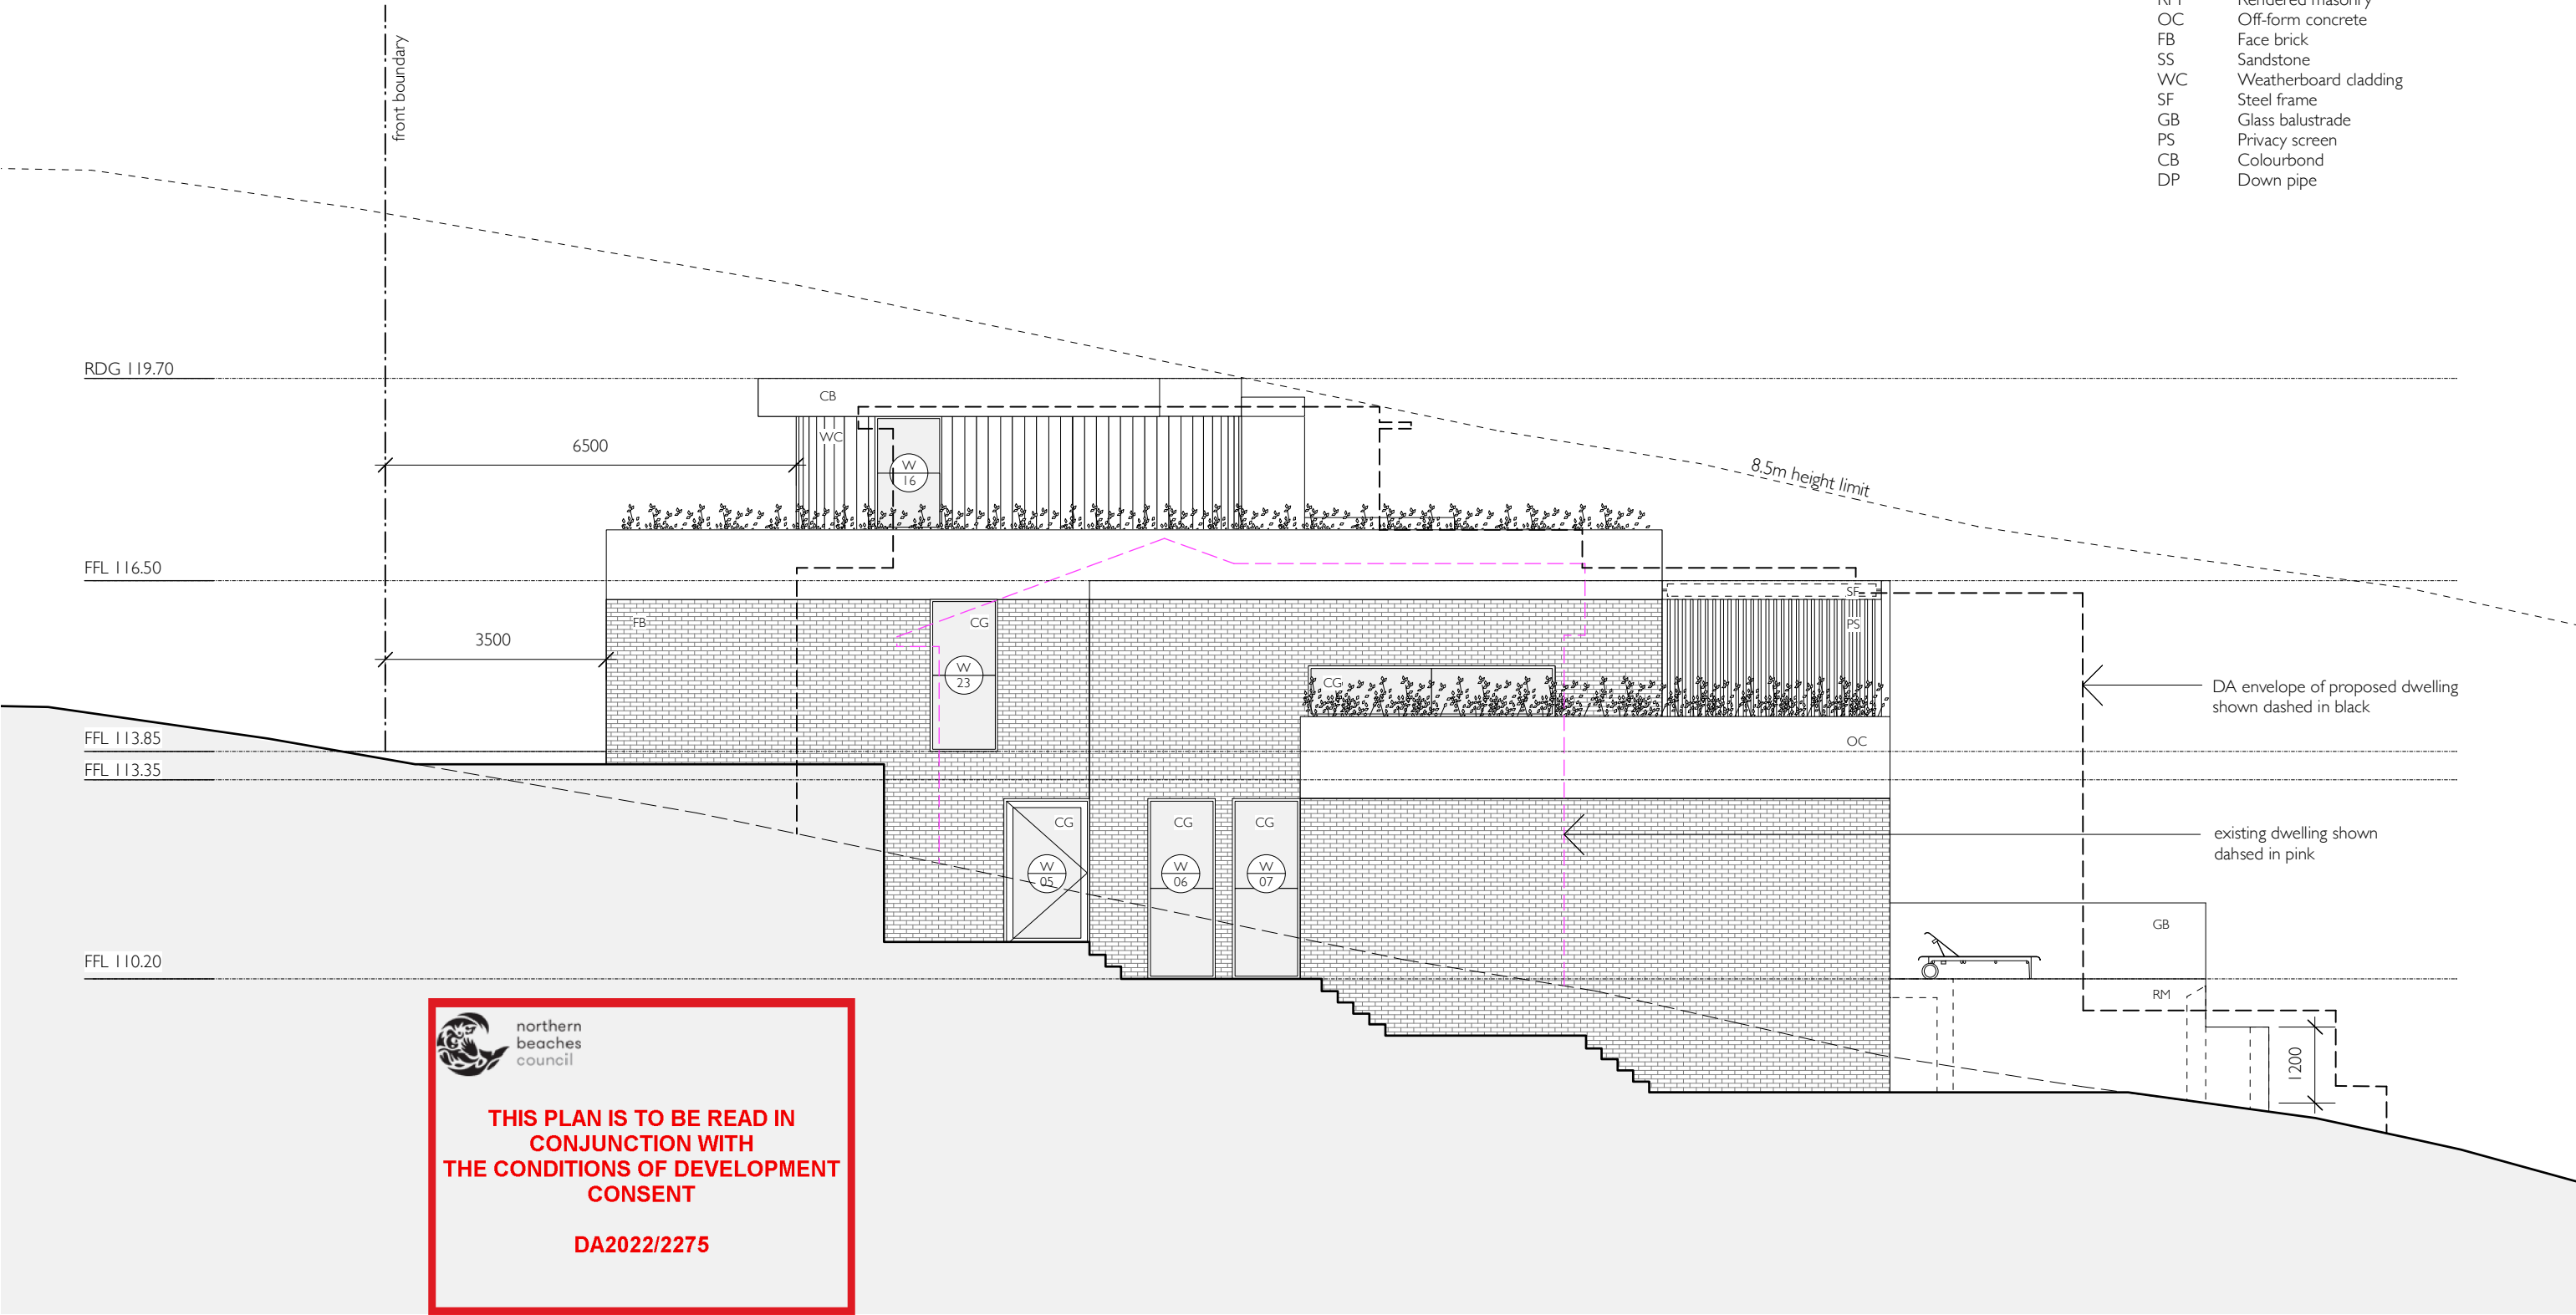 OC Off-form concrete
FB Face brick
SS Sandstone
WC Weatherboard cladding
SF Steel frame
GB Glass balustrade
PS Privacy screen
CB Colourbond
DP Down pipe
front boundary
RDG 119.70
CB
WC
6500
W
16
8.5m height limit
FFL 116.50
SF
FB
CG
PS
3500
W
23
CG
DA envelope of proposed dwelling
shown dashed in black
FFL 113.85
OC
FFL 113.35
CG
CG
CG
existing dwelling shown
dahsed in pink
W
05
W
06
W
07
GB
FFL 110.20
RM
1200
northern
beaches
council
THIS PLAN IS TO BE READ IN
CONJUNCTION WITH
THE CONDITIONS OF DEVELOPMENT
CONSENT
DA2022/2275